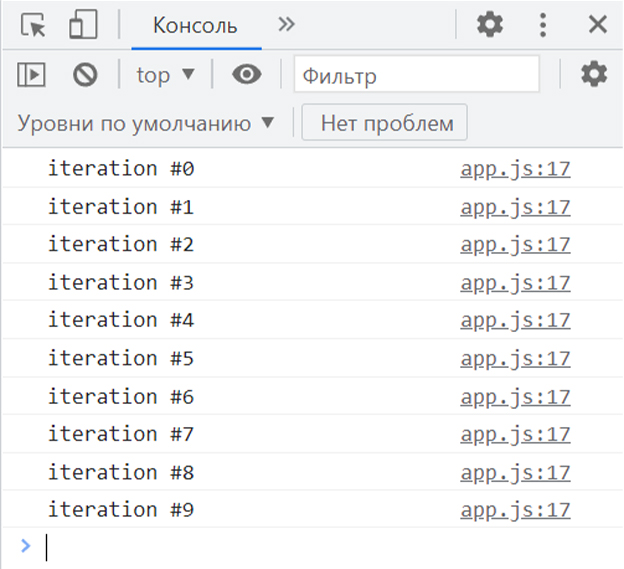 Консоль
top ▼ Фильтр
Уровни по умолчанию ▼ Нет проблем
iteration #0 app.js:17
iteration #1 app.js:17
iteration #2 app.js:17
iteration #3 app.js:17
iteration #4 app.js:17
iteration #5 app.js:17
iteration #6 app.js:17
iteration #7 app.js:17
iteration #8 app.js:17
iteration #9 app.js:17